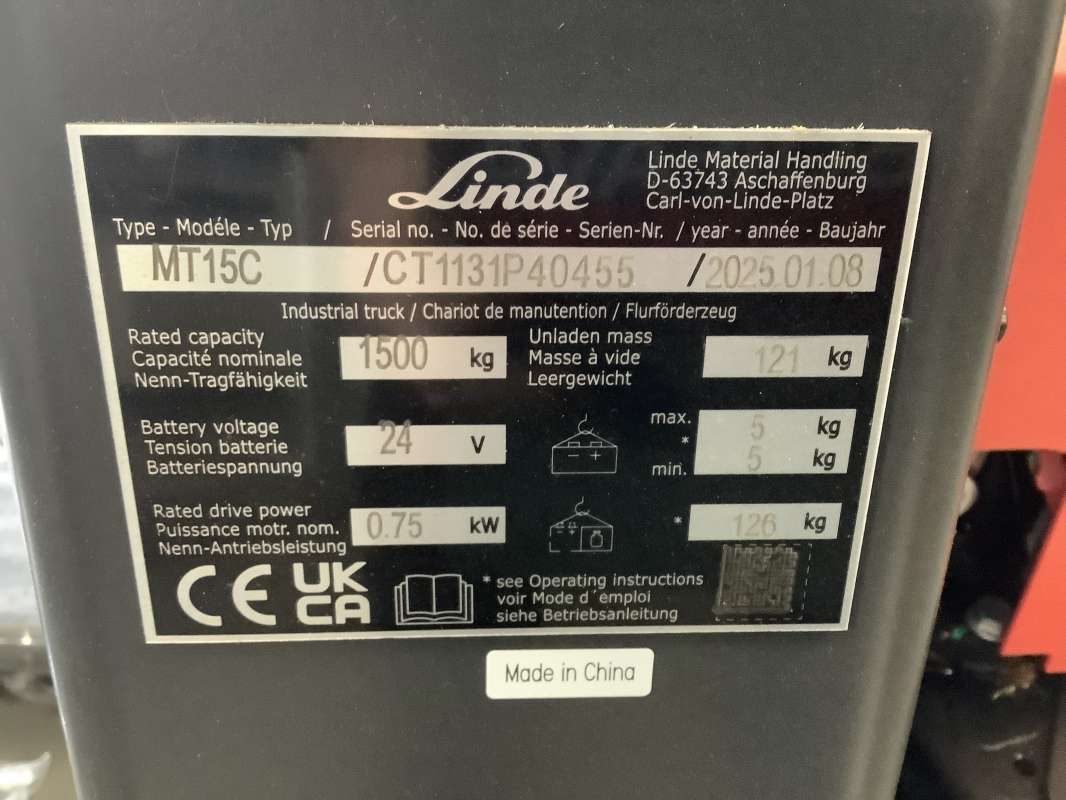 Linde
Linde Material Handling
D-63743 Aschaffenburg
Carl-von-Linde-Platz
Type - Modéle - Typ / Serial no. - No. de série - Serien-Nr. / year - année - Baujahr
MT15C /CT1131P40455 /2025.01.08
Industrial truck / Chariot de manutention / Flurförderzeug
Rated capacity
Capacité nominale
Nenn-Tragfähigkeit
1500 kg
Unladen mass
Masse à vide
Leergewicht
121 kg
Battery voltage
Tension batterie
Batteriespannung
24 V
- +
max. 5 kg
*
min. 5 kg
Rated drive power
Puissance motr. nom.
Nenn-Antriebsleistung
0.75 kW
* 126 kg
CE UK
CA
* see Operating instructions
voir Mode d´emploi
siehe Betriebsanleitung
Made in China